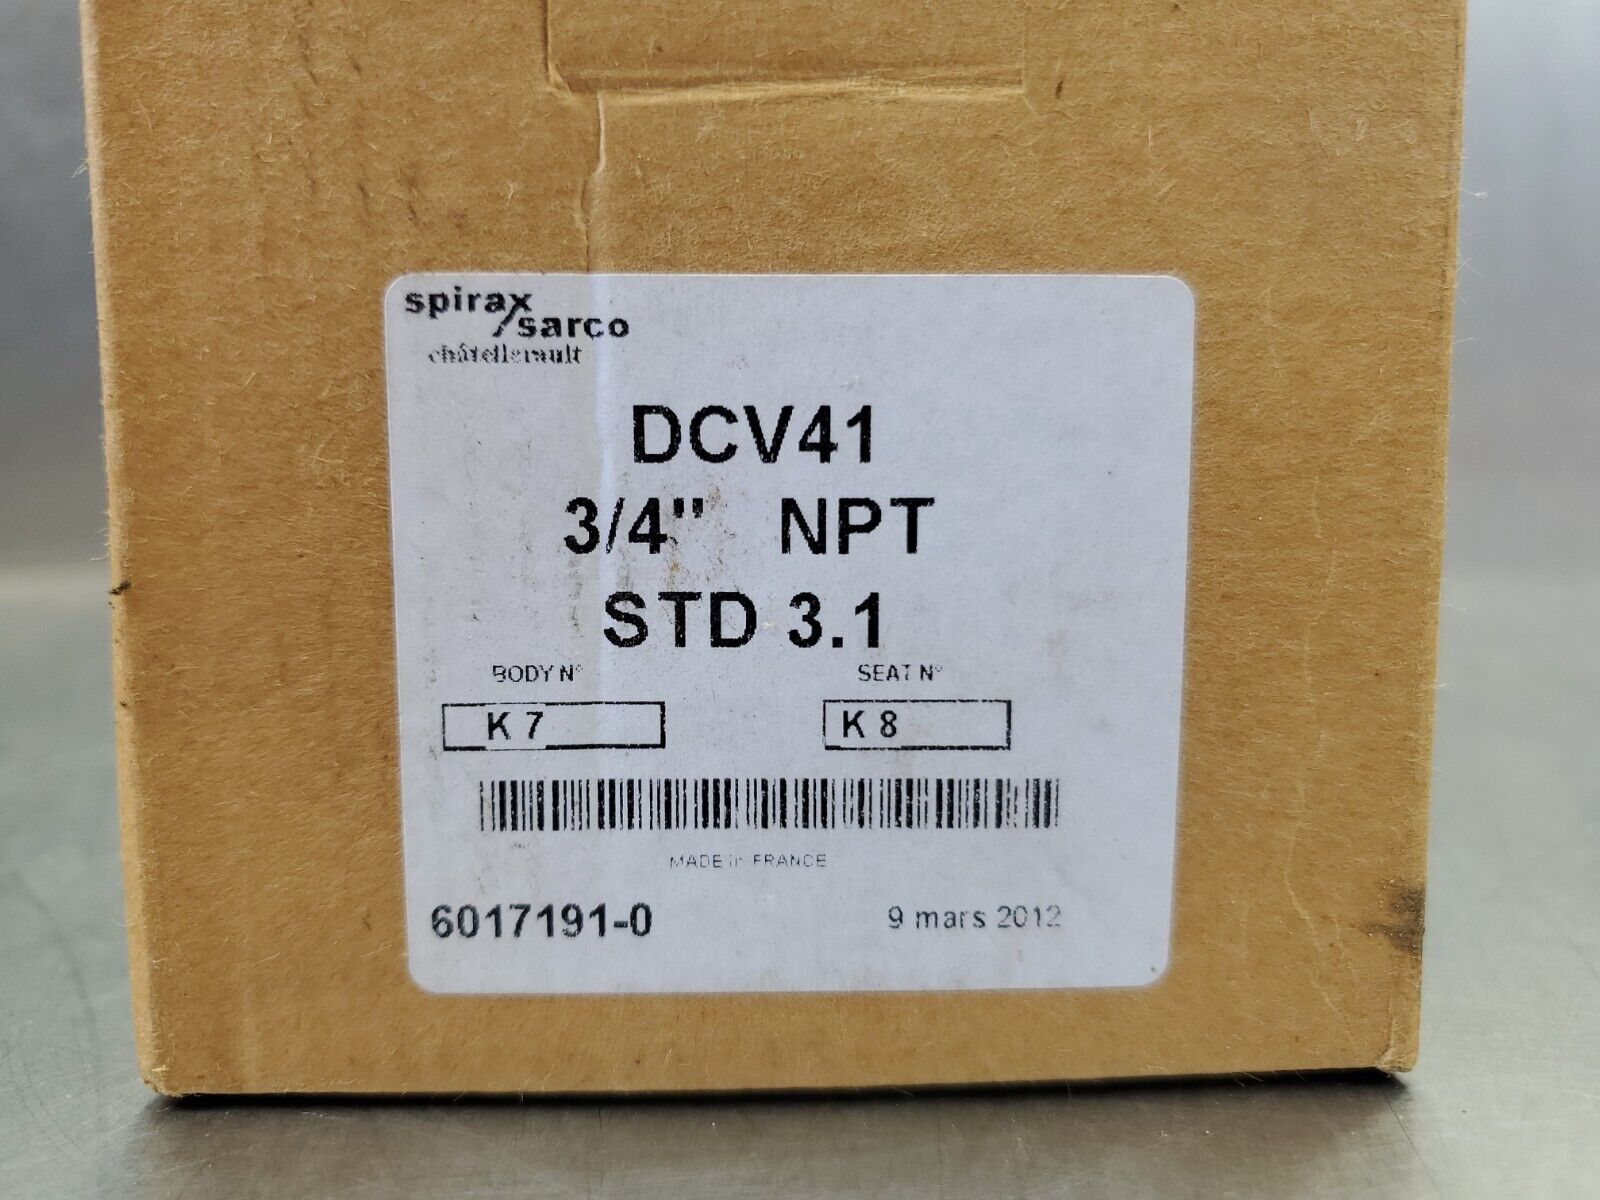 spirax
sarco
châtellerault
DCV41
3/4" NPT
STD 3.1
BODY N° SEAT N°
K 7 K 8
MADE in FRANCE
6017191-0 9 mars 2012